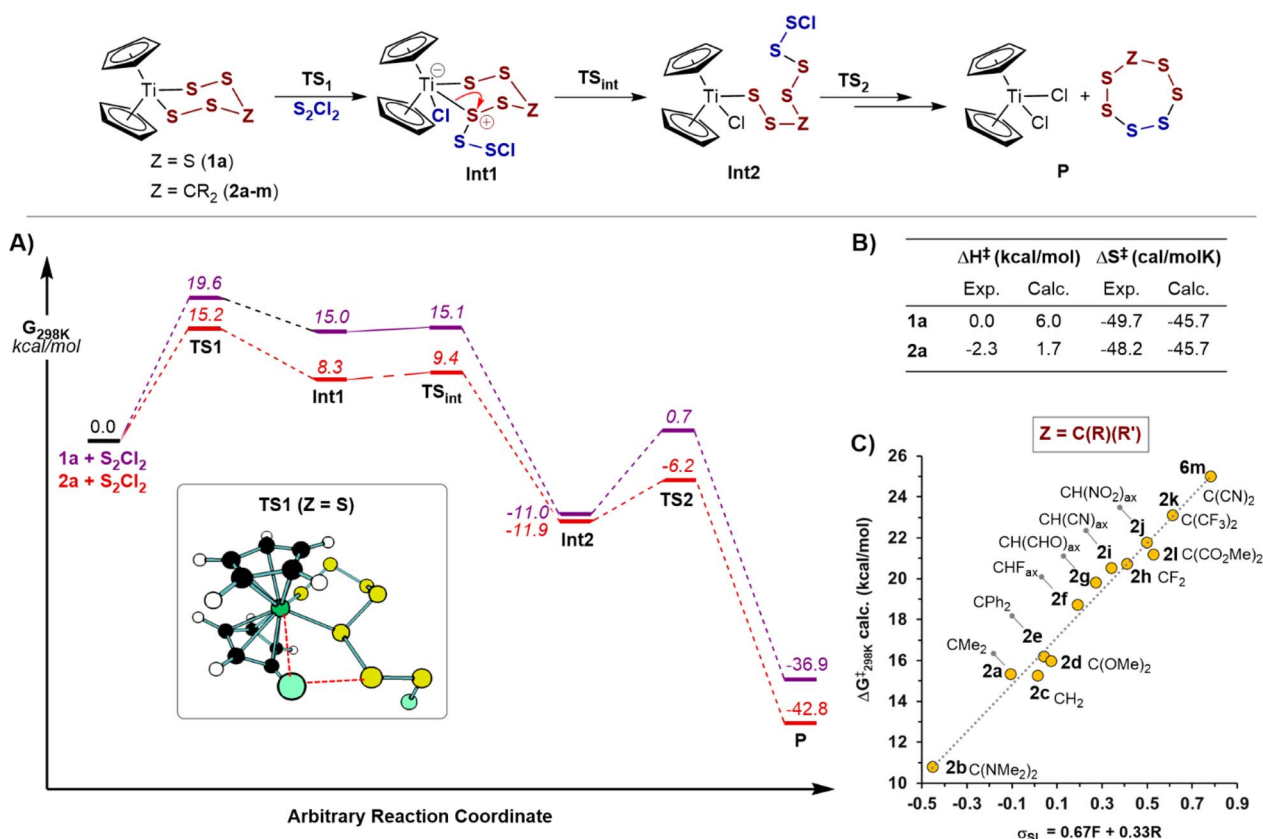 Ti
S
S
S
S
Z
TS₁
S₂Cl₂
Ti
⊖
Cl
S
S
S
S
⊕
Z
S
SCl
Int1
TS_int
Ti
Cl
S
S
Z
S
S
S
SCl
Int2
TS₂
Ti
Cl
Cl
+
Z
S
S
S
S
S
S
P
Z = S (1a)
Z = CR₂ (2a-m)
A)
G₂₉₈K
kcal/mol
0.0
1a + S₂Cl₂
2a + S₂Cl₂
19.6
15.2
TS1
15.0
8.3
Int1
15.1
9.4
TS_int
-11.0
-11.9
Int2
0.7
-6.2
TS2
-36.9
-42.8
P
TS1 (Z = S)
Arbitrary Reaction Coordinate
B)
ΔH‡ (kcal/mol) ΔS‡ (cal/molK)
Exp. Calc. Exp. Calc.
1a 0.0 6.0 -49.7 -45.7
2a -2.3 1.7 -48.2 -45.7
C)
Z = C(R)(R')
ΔG‡₂₉₈K calc. (kcal/mol)
26
24
22
20
18
16
14
12
10
6m
C(CN)₂
2k
C(CF₃)₂
CH(NO₂)ax
2j
2l C(CO₂Me)₂
CH(CN)ax
2i
2h CF₂
CH(CHO)ax
2g
CHFax
2f
CPh₂
2e
2d C(OMe)₂
CMe₂
2a
2c CH₂
2b C(NMe₂)₂
-0.5 -0.1 0.3 0.5 0.7 0.9
σSL = 0.67F + 0.33R